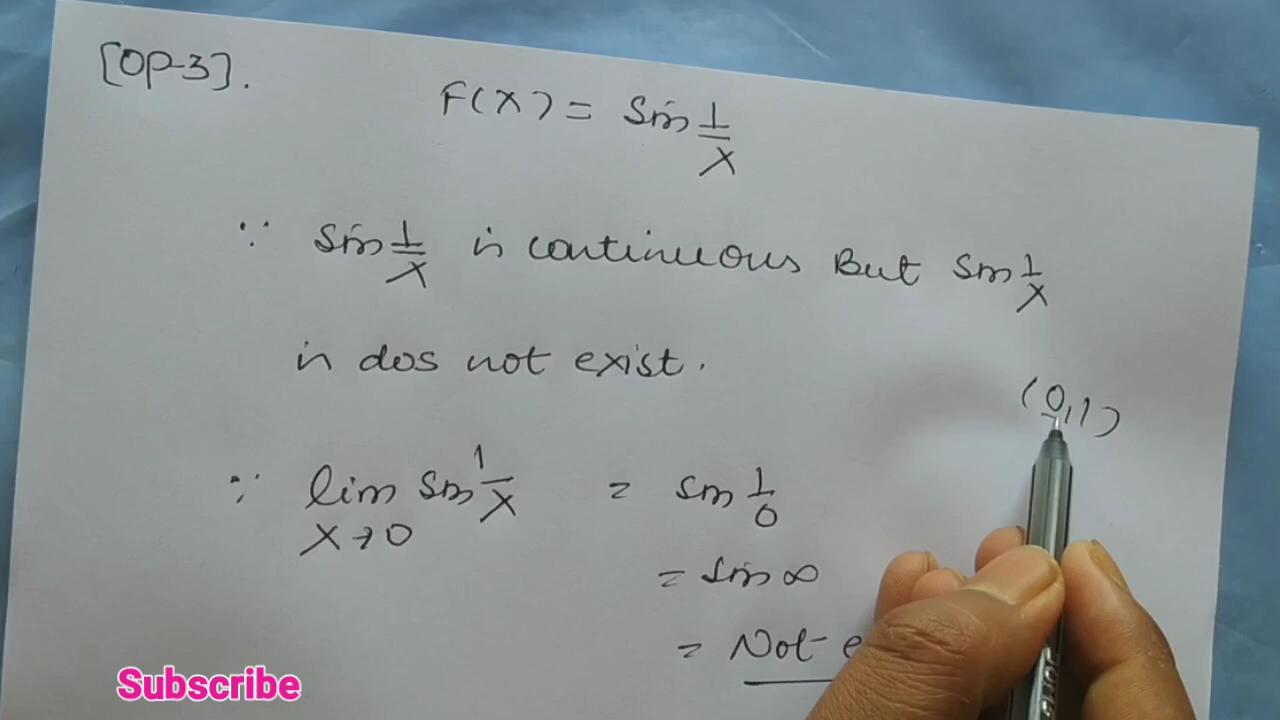 [OP-3].
F(X) = Sin 1/X
∵ Sin 1/X is continuous But Sin 1/X
is dos not exist.
(0,1)
∵ lim X→0 Sin 1/X = Sin 1/0
= Sin ∞
= Not e
Subscribe